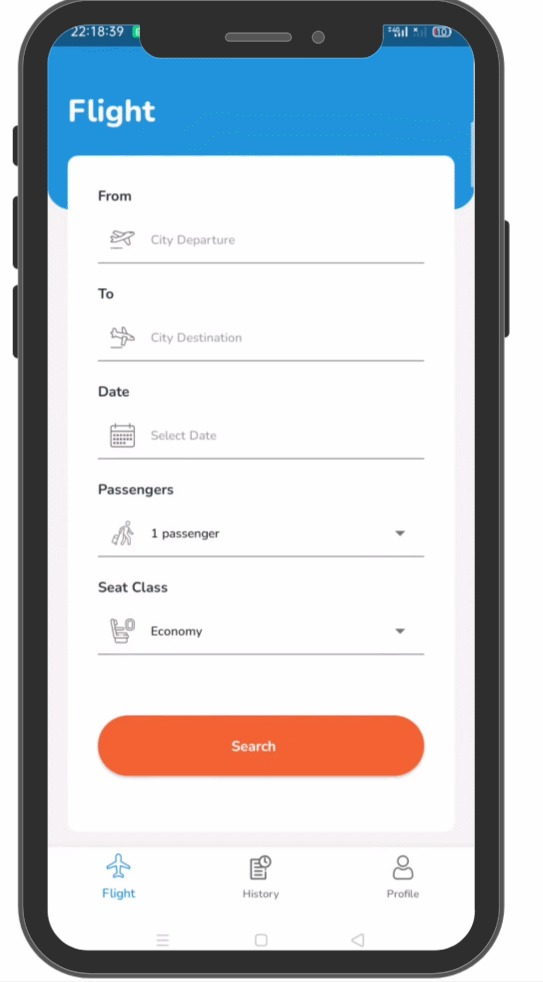 22:18:39
Flight
From
City Departure
To
City Destination
Date
Select Date
Passengers
1 passenger
Seat Class
Economy
Search
Flight
History
Profile